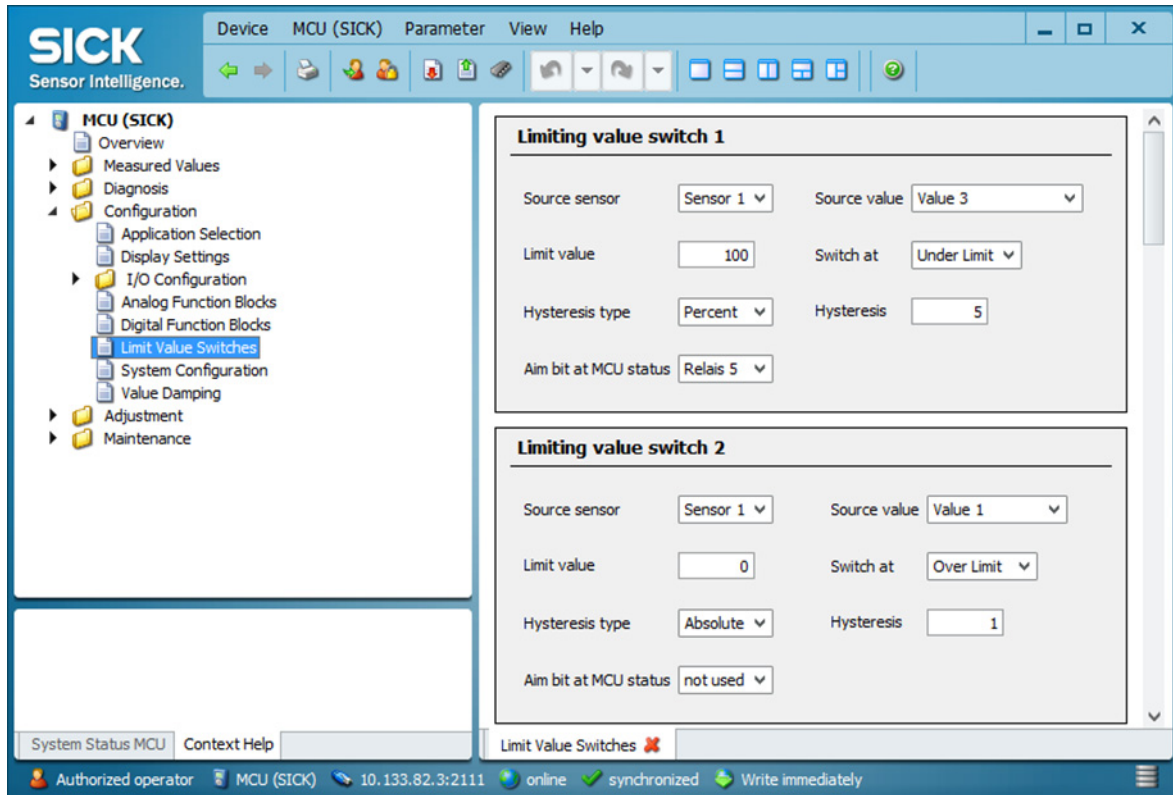 SICK
Sensor Intelligence.
Device MCU (SICK) Parameter View Help
MCU (SICK)
Overview
Measured Values
Diagnosis
Configuration
Application Selection
Display Settings
I/O Configuration
Analog Function Blocks
Digital Function Blocks
Limit Value Switches
System Configuration
Value Damping
Adjustment
Maintenance
System Status MCU Context Help
Limiting value switch 1
Source sensor Sensor 1 Source value Value 3
Limit value 100 Switch at Under Limit
Hysteresis type Percent Hysteresis 5
Aim bit at MCU status Relais 5
Limiting value switch 2
Source sensor Sensor 1 Source value Value 1
Limit value 0 Switch at Over Limit
Hysteresis type Absolute Hysteresis 1
Aim bit at MCU status not used
Limit Value Switches
Authorized operator MCU (SICK) 10.133.82.3:2111 online synchronized Write immediately